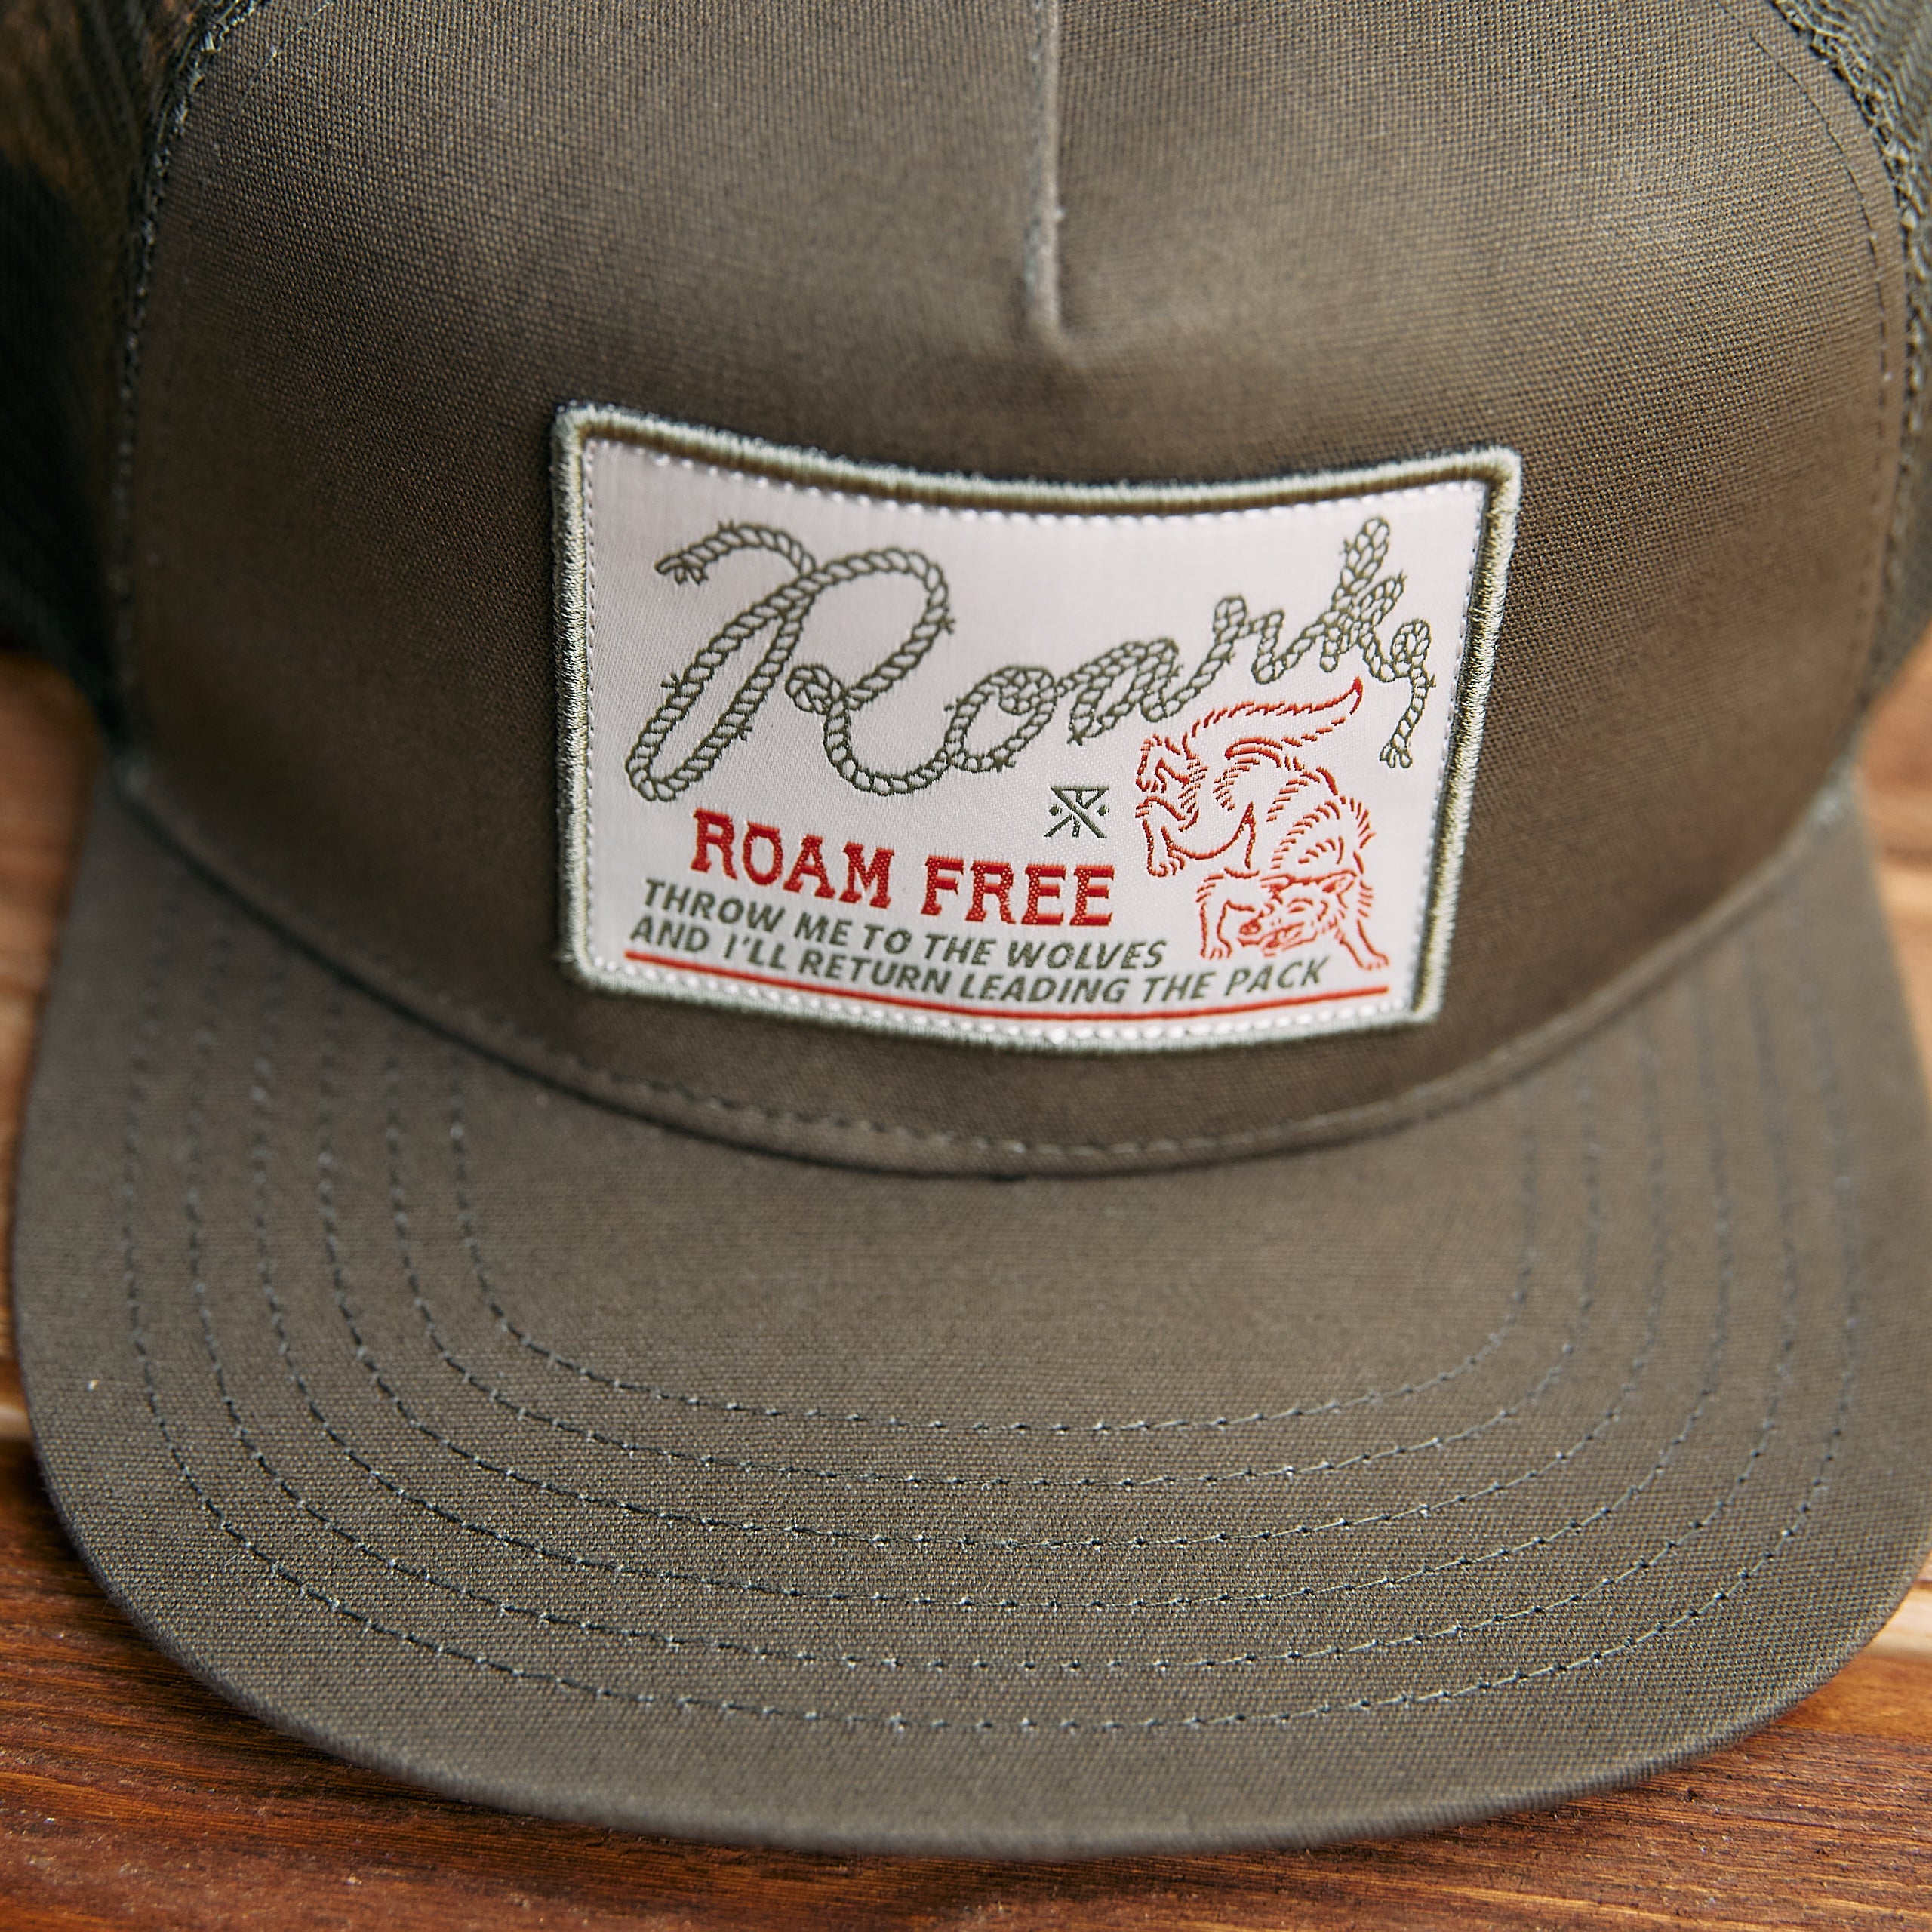 Roark
ROAM FREE
THROW ME TO THE WOLVES
AND I'LL RETURN LEADING THE PACK